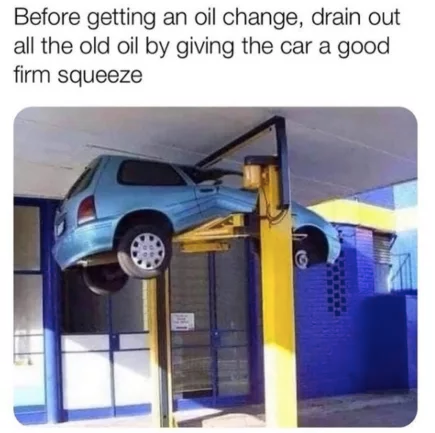 Before getting an oil change, drain out
all the old oil by giving the car a good
firm squeeze